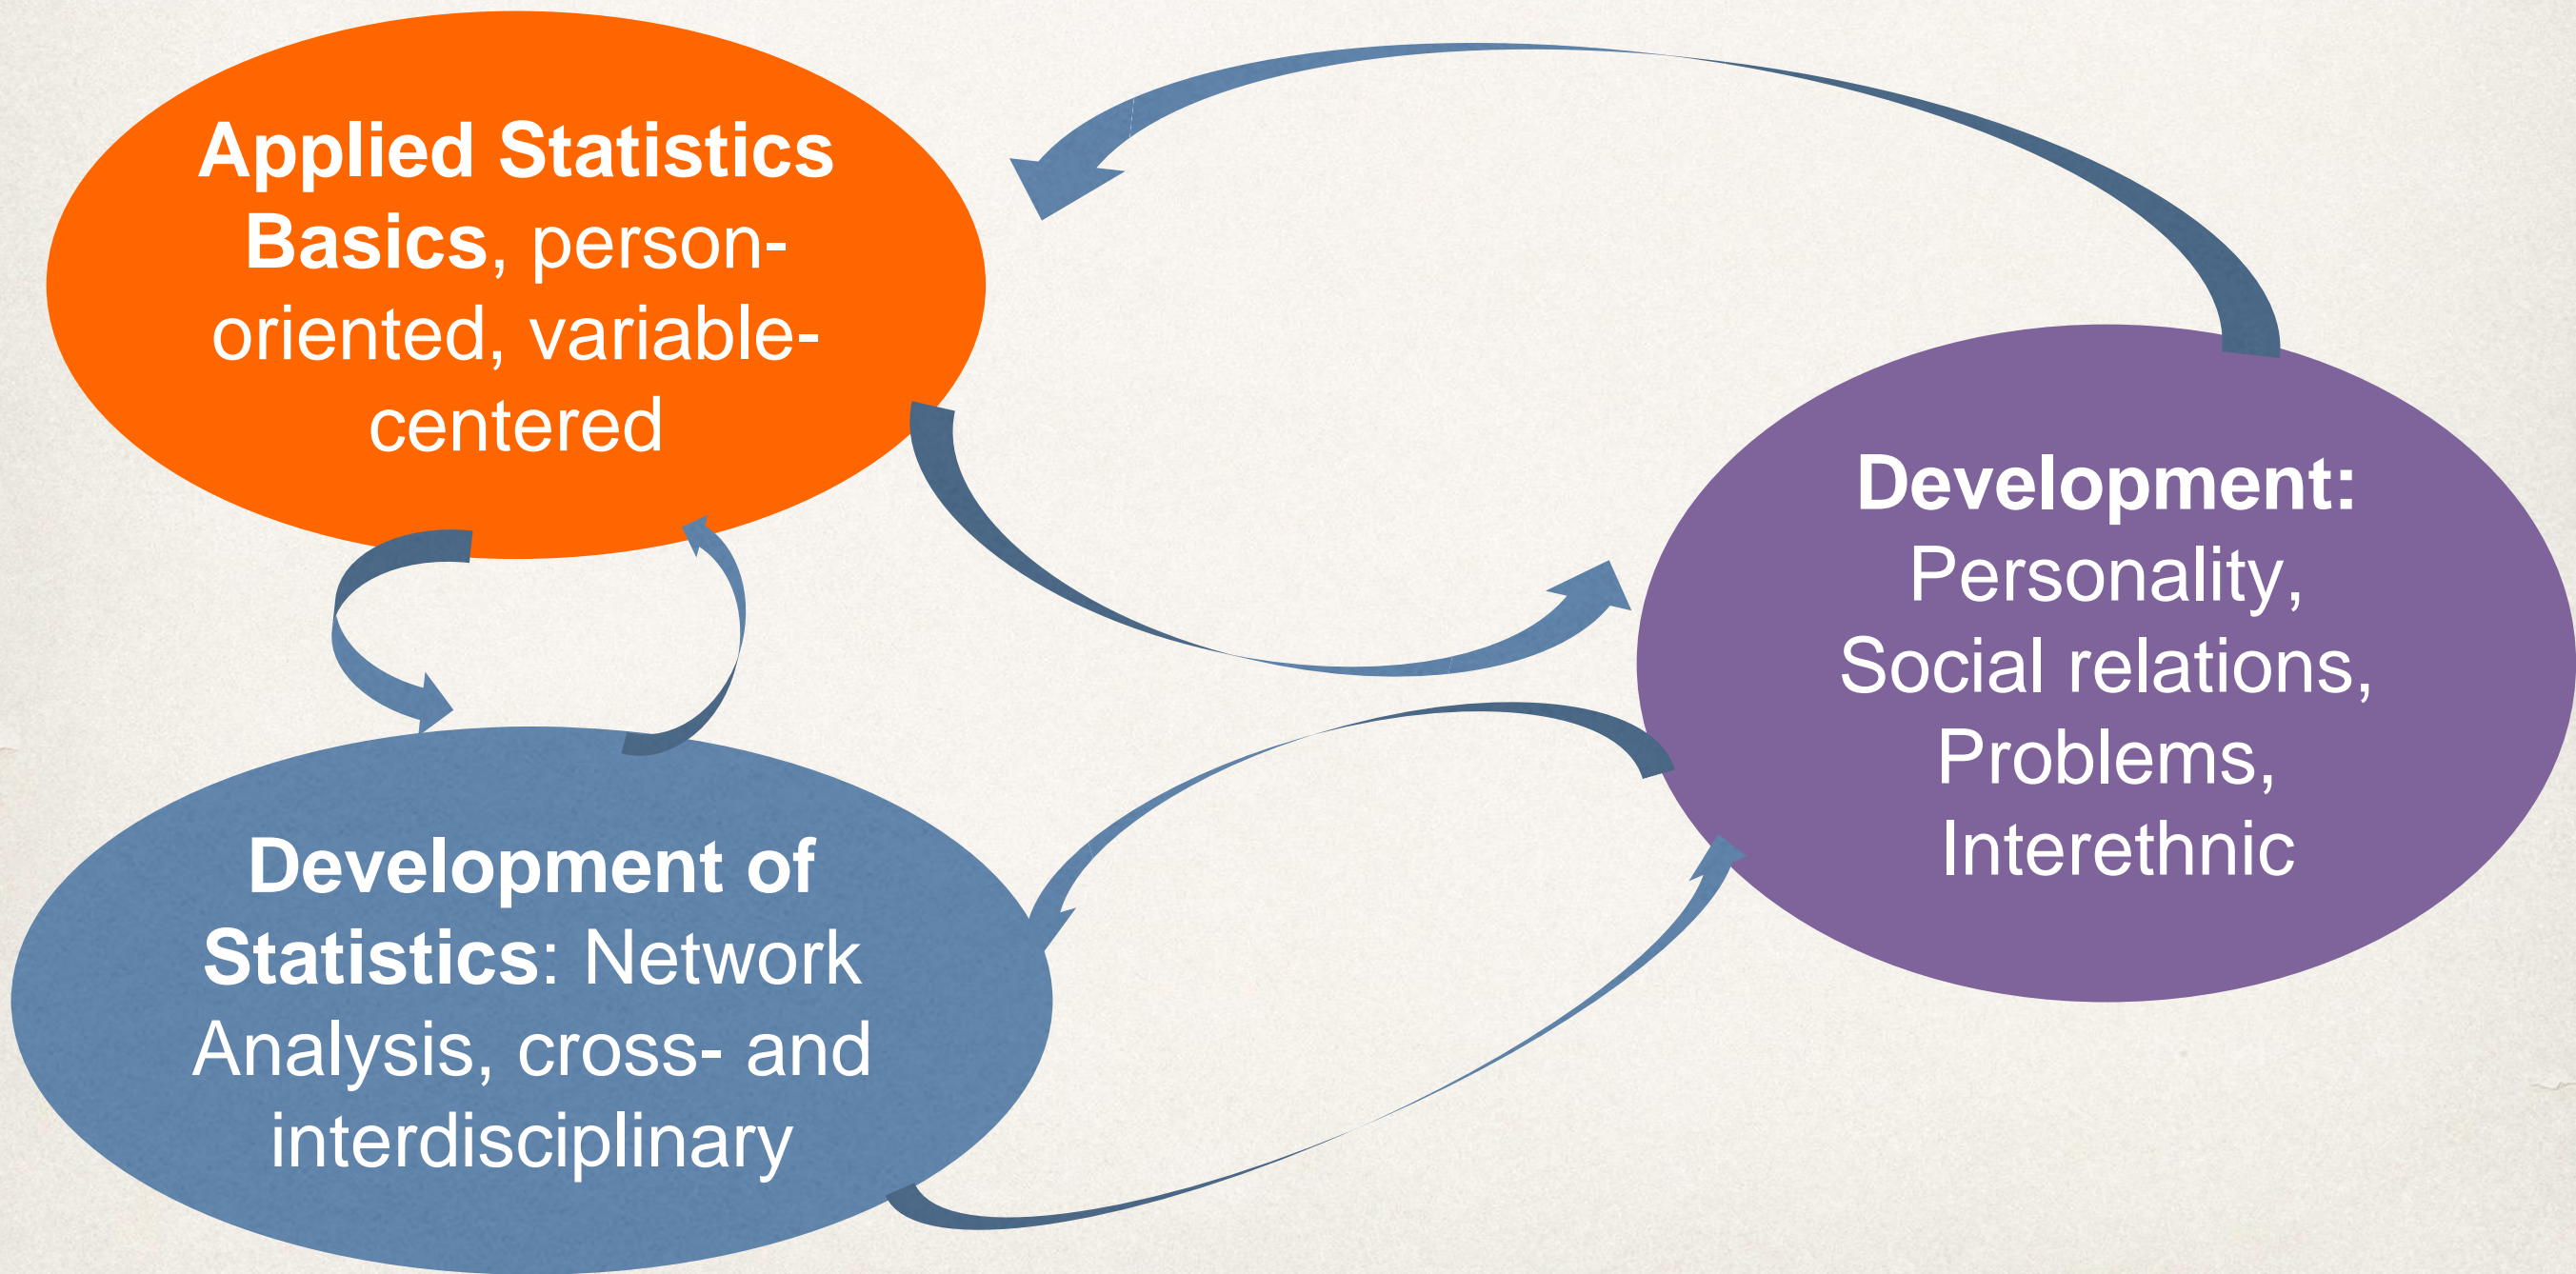 Applied Statistics
Basics, person-
oriented, variable-
centered
Development:
Personality,
Social relations,
Problems,
Interethnic
Development of
Statistics: Network
Analysis, cross- and
interdisciplinary